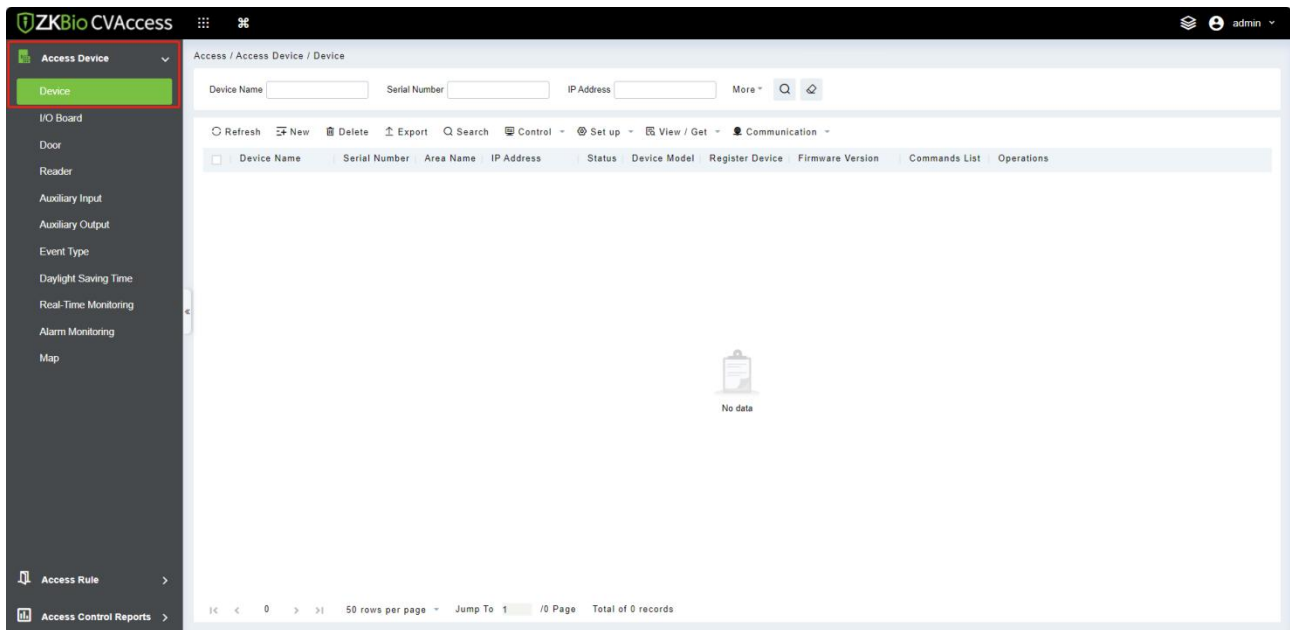 ZKBio CVAccess
admin
Access Device
Device
I/O Board
Door
Reader
Auxiliary Input
Auxiliary Output
Event Type
Daylight Saving Time
Real-Time Monitoring
Alarm Monitoring
Map
Access Rule
Access Control Reports
Access / Access Device / Device
Device Name Serial Number IP Address More
Refresh New Delete Export Search Control Set up View / Get Communication
Device Name Serial Number Area Name IP Address Status Device Model Register Device Firmware Version Commands List Operations
No data
0 50 rows per page Jump To 1 /0 Page Total of 0 records